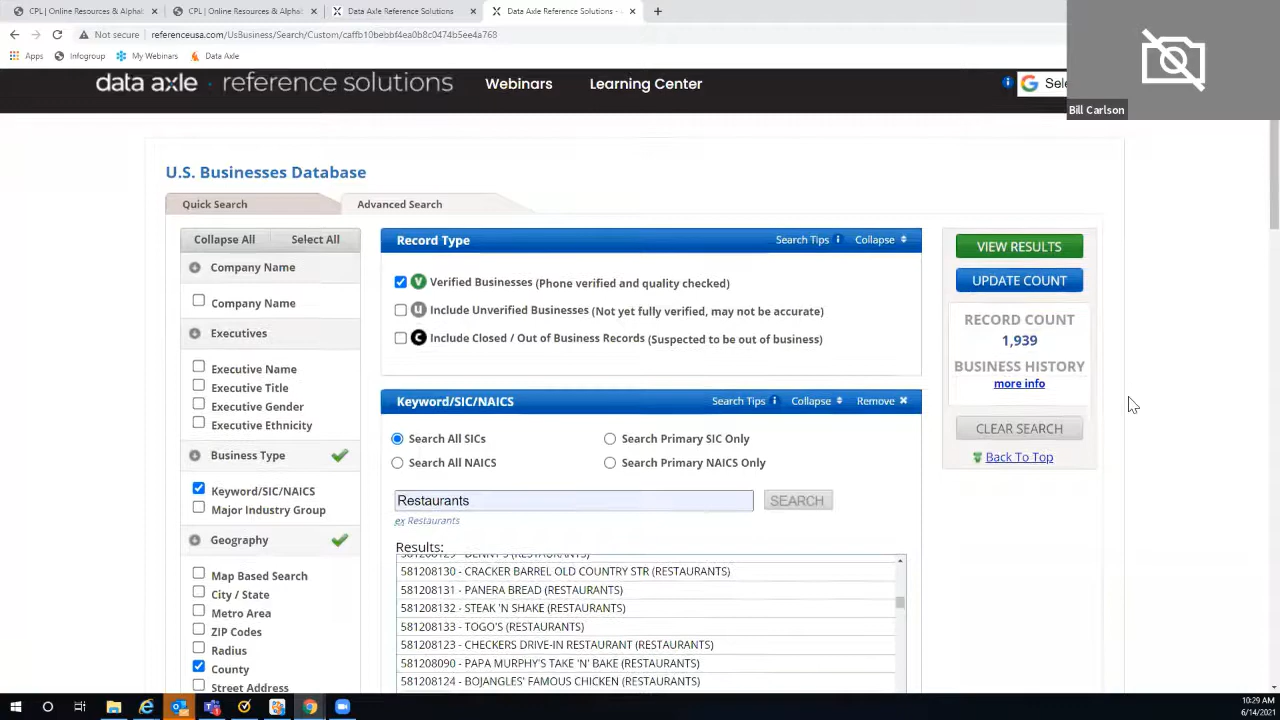 CPL | Online Resources & Alphab
CPL | Online Resources & Alphab
Data Axle Reference Solutions
Data Axle Reference Solutions -
Not secure | referenceusa.com/UsBusiness/Search/Custom/caffb10bebbf4ea0b8c0474b5ee4a768
Apps
Infogroup
My Webinars
Data Axle
data axle · reference solutions
Webinars
Learning Center
Sele
Bill Carlson
U.S. Businesses Database
Quick Search
Advanced Search
Collapse All
Select All
Company Name
Company Name
Executives
Executive Name
Executive Title
Executive Gender
Executive Ethnicity
Business Type
Keyword/SIC/NAICS
Major Industry Group
Geography
Map Based Search
City / State
Metro Area
ZIP Codes
Radius
County
Street Address
Record Type
Search Tips
Collapse
Verified Businesses (Phone verified and quality checked)
Include Unverified Businesses (Not yet fully verified, may not be accurate)
Include Closed / Out of Business Records (Suspected to be out of business)
Keyword/SIC/NAICS
Search Tips
Collapse
Remove
Search All SICs
Search Primary SIC Only
Search All NAICS
Search Primary NAICS Only
Restaurants
SEARCH
ex Restaurants
Results:
581208129 - DENNY'S (RESTAURANTS)
581208130 - CRACKER BARREL OLD COUNTRY STR (RESTAURANTS)
581208131 - PANERA BREAD (RESTAURANTS)
581208132 - STEAK 'N SHAKE (RESTAURANTS)
581208133 - TOGO'S (RESTAURANTS)
581208123 - CHECKERS DRIVE-IN RESTAURANT (RESTAURANTS)
581208090 - PAPA MURPHY'S TAKE 'N' BAKE (RESTAURANTS)
581208124 - BOJANGLES' FAMOUS CHICKEN (RESTAURANTS)
VIEW RESULTS
UPDATE COUNT
RECORD COUNT
1,939
BUSINESS HISTORY
more info
CLEAR SEARCH
Back To Top
10:29 AM
6/14/2021